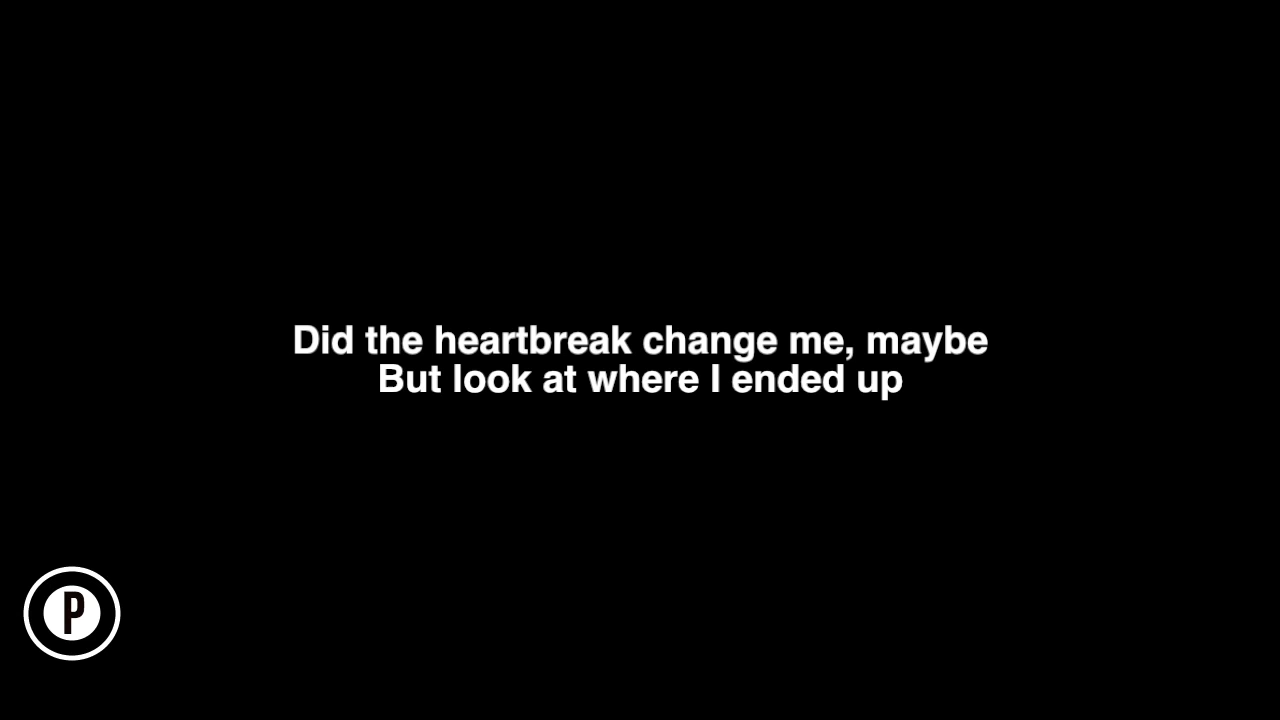 Did the heartbreak change me, maybe
But look at where I ended up
P